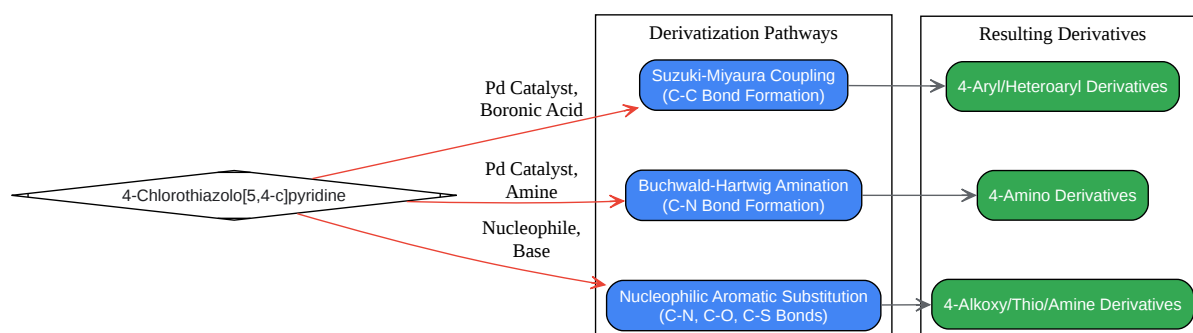 Derivatization Pathways
Resulting Derivatives
Pd Catalyst,
Boronic Acid
Suzuki-Miyaura Coupling
(C-C Bond Formation)
4-Aryl/Heteroaryl Derivatives
4-Chlorothiazolo[5,4-c]pyridine
Pd Catalyst,
Amine
Buchwald-Hartwig Amination
(C-N Bond Formation)
4-Amino Derivatives
Nucleophile,
Base
Nucleophilic Aromatic Substitution
(C-N, C-O, C-S Bonds)
4-Alkoxy/Thio/Amine Derivatives